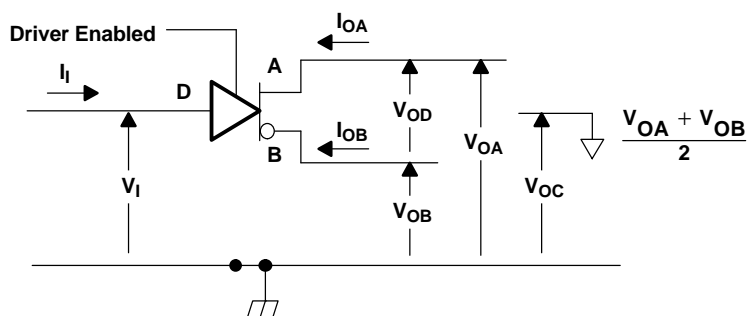 Driver Enabled
I_OA
I_I
A
D
V_OD
V_OA
V_OA + V_OB
2
I_OB
B
V_I
V_OC
V_OB